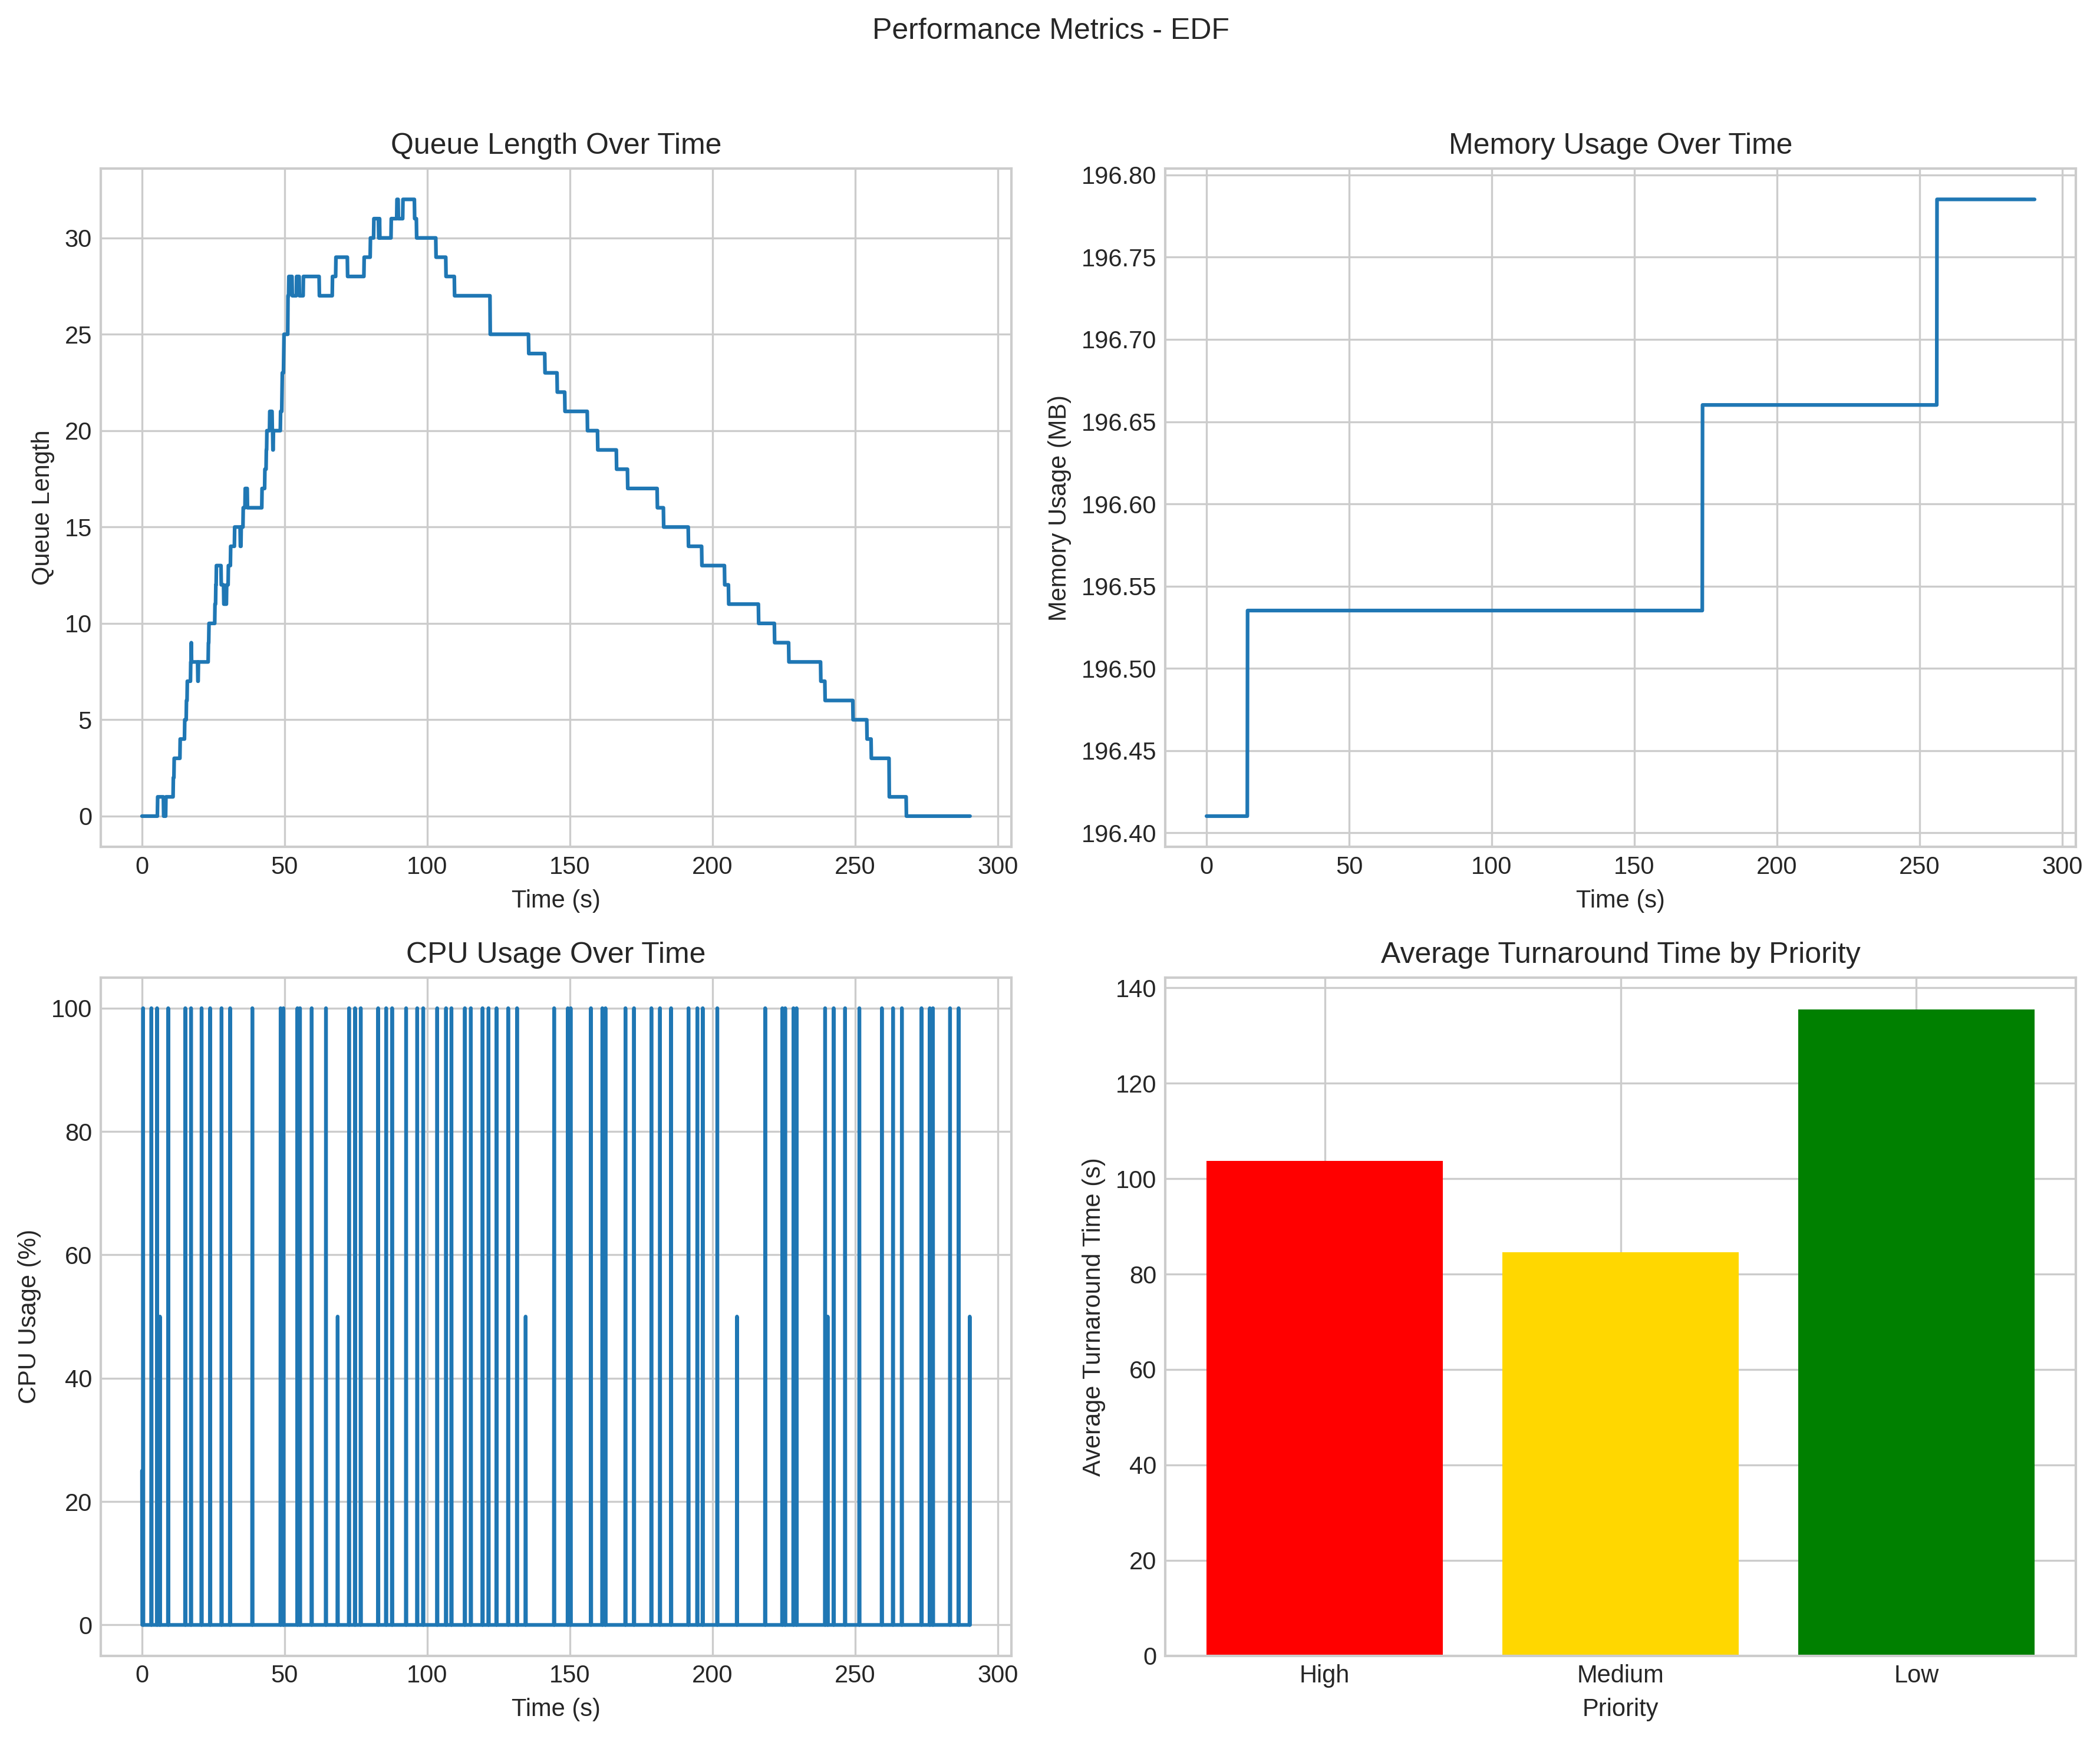 Performance Metrics - EDF
Queue Length Over Time
Queue Length
30
25
20
15
10
5
0
0 50 100 150 200 250 300
Time (s)
Memory Usage Over Time
Memory Usage (MB)
196.80
196.75
196.70
196.65
196.60
196.55
196.50
196.45
196.40
0 50 100 150 200 250 300
Time (s)
CPU Usage Over Time
CPU Usage (%)
100
80
60
40
20
0
0 50 100 150 200 250 300
Time (s)
Average Turnaround Time by Priority
Average Turnaround Time (s)
140
120
100
80
60
40
20
0
High Medium Low
Priority